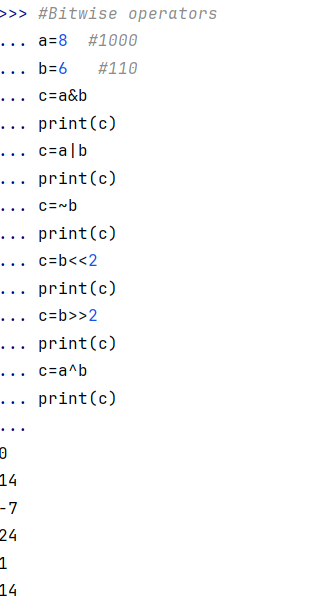 >>> #Bitwise operators
... a=8  #1000
... b=6   #110
... c=a&b
... print(c)
... c=a|b
... print(c)
... c=~b
... print(c)
... c=b<<2
... print(c)
... c=b>>2
... print(c)
... c=a^b
... print(c)
...
0
14
-7
24
1
14